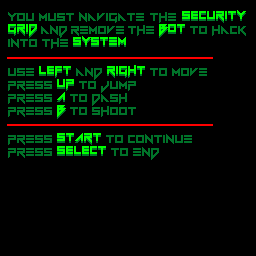 YOU MUST NAVIGATE THE SECURITY
GRID AND REMOVE THE BOT TO HACK
INTO THE SYSTEM
USE LEFT AND RIGHT TO MOVE
PRESS UP TO JUMP
PRESS A TO DASH
PRESS B TO SHOOT
PRESS START TO CONTINUE
PRESS SELECT TO END